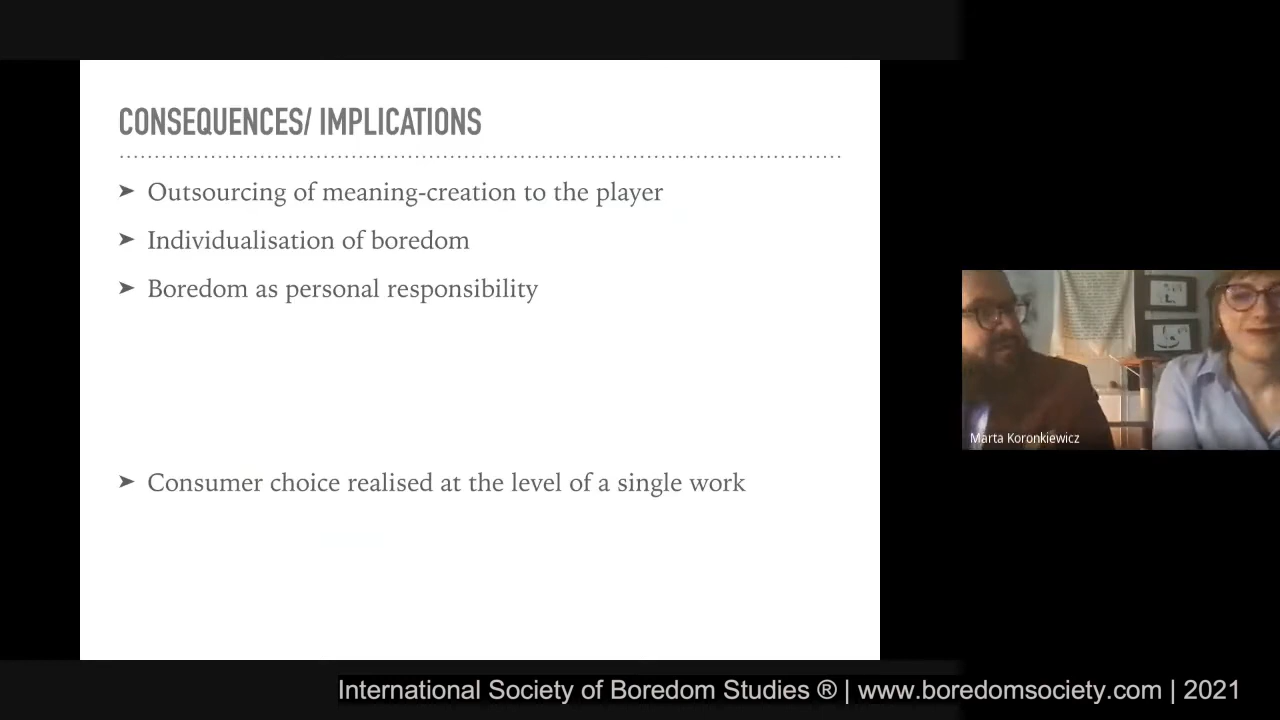 CONSEQUENCES/ IMPLICATIONS
➤ Outsourcing of meaning-creation to the player
➤ Individualisation of boredom
➤ Boredom as personal responsibility
➤ Consumer choice realised at the level of a single work
Marta Koronkiewicz
International Society of Boredom Studies ® | www.boredomsociety.com | 2021